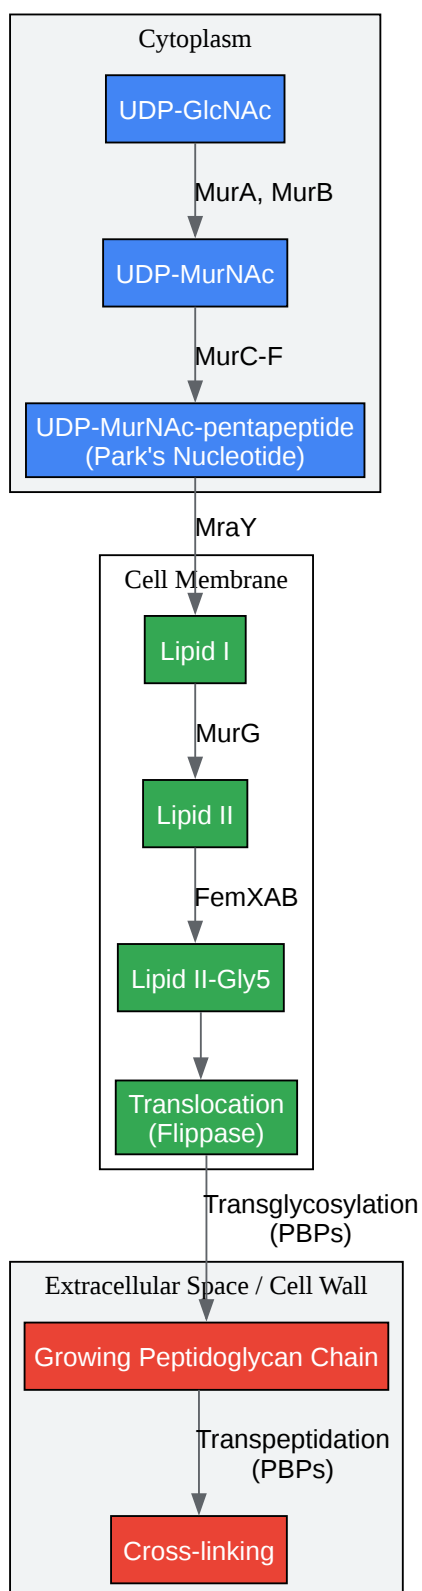 Cytoplasm
UDP-GlcNAc
MurA, MurB
UDP-MurNAc
MurC-F
UDP-MurNAc-pentapeptide
(Park's Nucleotide)
MraY
Cell Membrane
Lipid I
MurG
Lipid II
FemXAB
Lipid II-Gly5
Translocation
(Flippase)
Transglycosylation
(PBPs)
Extracellular Space / Cell Wall
Growing Peptidoglycan Chain
Transpeptidation
(PBPs)
Cross-linking